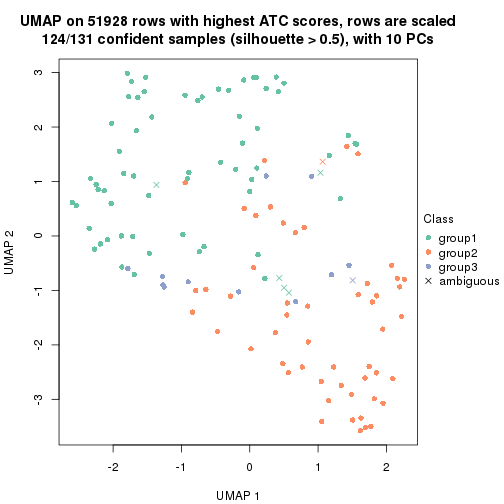 UMAP on 51928 rows with highest ATC scores, rows are scaled
124/131 confident samples (silhouette > 0.5), with 10 PCs
3
2
1
0
-1
-2
-3
UMAP 2
-2
-1
0
1
2
UMAP 1
Class
group1
group2
group3
ambiguous